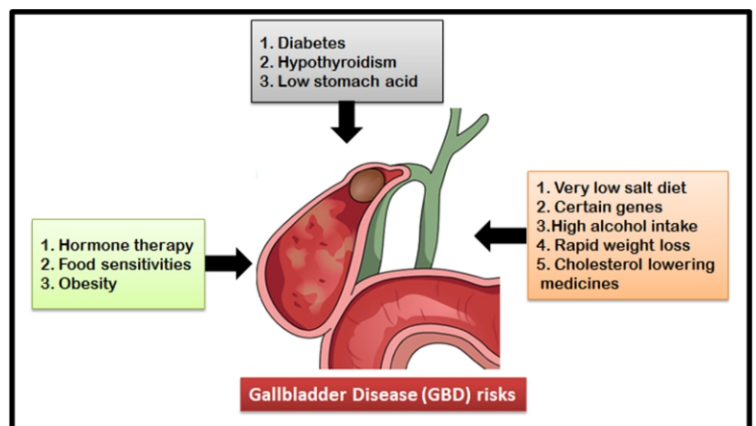 1. Diabetes
2. Hypothyroidism
3. Low stomach acid
1. Hormone therapy
2. Food sensitivities
3. Obesity
1. Very low salt diet
2. Certain genes
3.High alcohol intake
4. Rapid weight loss
5. Cholesterol lowering
medicines
Gallbladder Disease (GBD) risks